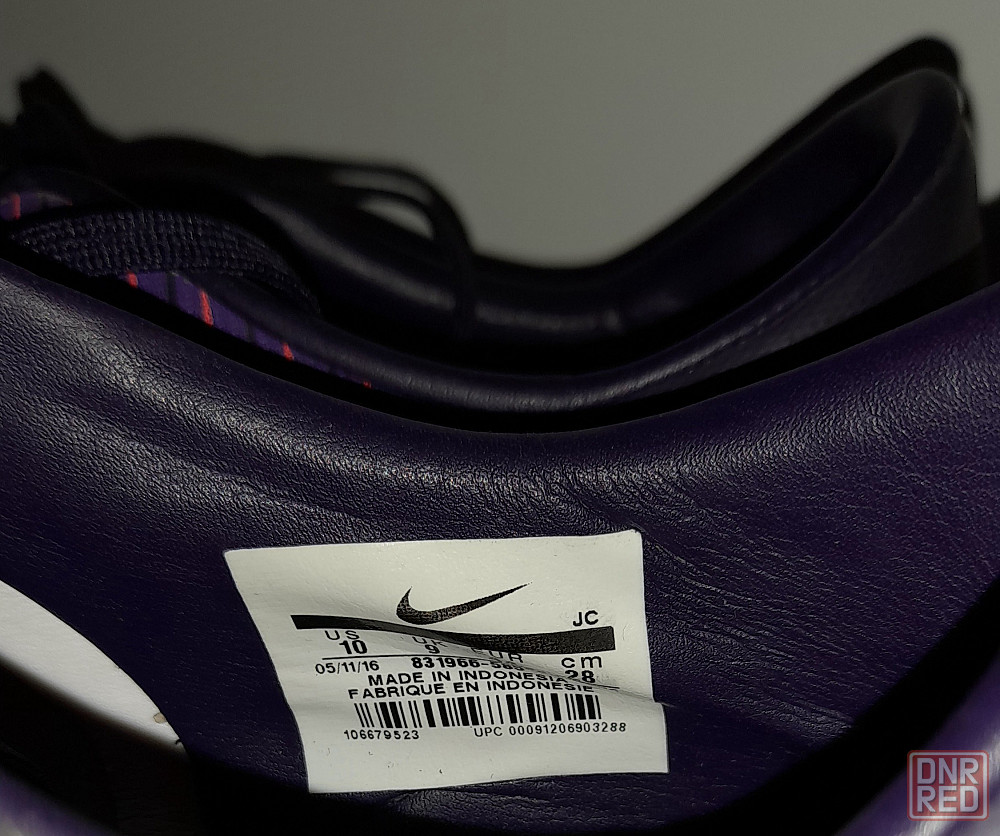 JC
US UK EUR cm
10 9 28
05/11/16 831966-
MADE IN INDONESIA
FABRIQUE EN INDONESIE
106679523 UPC 00091206903288
DNR
RED